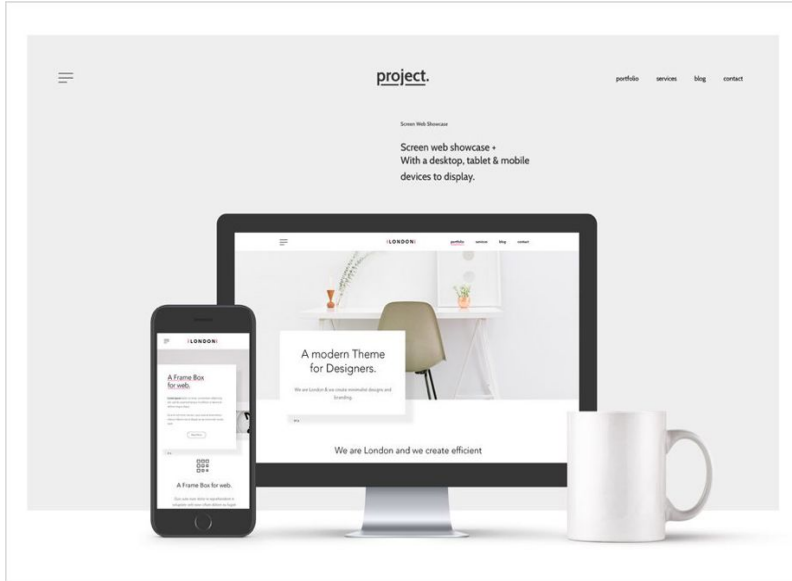 project.
portfolio services blog contact
Screen Web Showcase
Screen web showcase +
With a desktop, tablet & mobile
devices to display.
LONDON
portfolio services blog contact
A modern Theme
for Designers.
We are London & we create minimalist designs and
branding.
We are London and we create efficient
LONDON
A Frame Box
for web.
A Frame Box for web.